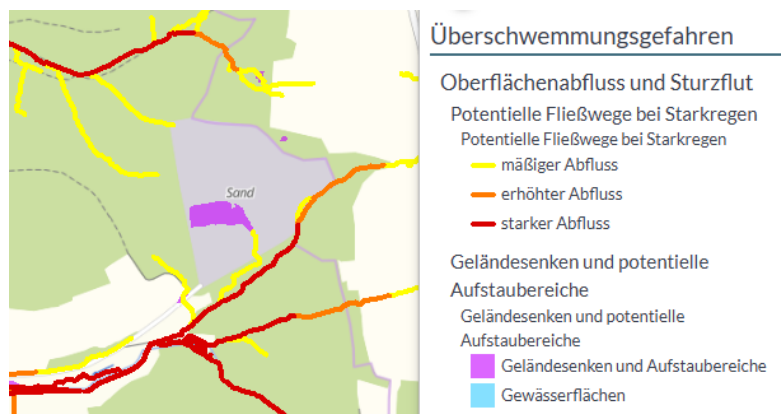 Sand
Überschwemmungsgefahren
Oberflächenabfluss und Sturzflut
Potentielle Fließwege bei Starkregen
Potentielle Fließwege bei Starkregen
mäßiger Abfluss
erhöhter Abfluss
starker Abfluss
Geländesenken und potentielle
Aufstaubereiche
Geländesenken und potentielle
Aufstaubereiche
Geländesenken und Aufstaubereiche
Gewässerflächen